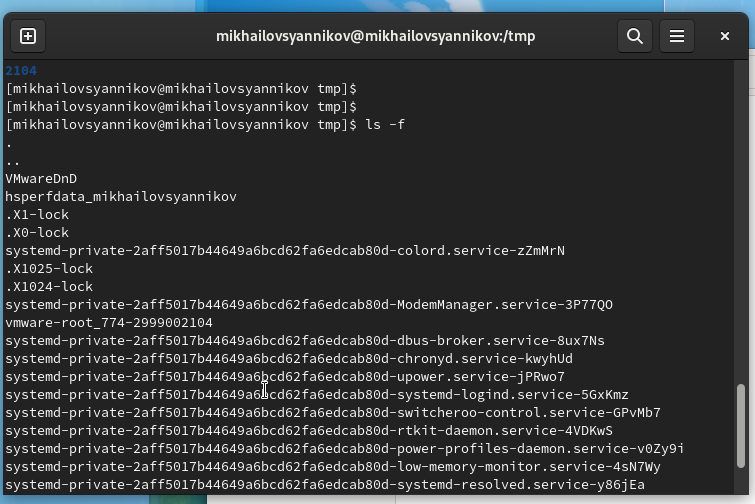 mikhailovsyannikov@mikhailovsyannikov:/tmp
2104
[mikhailovsyannikov@mikhailovsyannikov tmp]$
[mikhailovsyannikov@mikhailovsyannikov tmp]$
[mikhailovsyannikov@mikhailovsyannikov tmp]$ ls -f
.
..
VMwareDnD
hsperfdata_mikhailovsyannikov
.X1-lock
.X0-lock
systemd-private-2aff5017b44649a6bcd62fa6edcab80d-colord.service-zZmMrN
.X1025-lock
.X1024-lock
systemd-private-2aff5017b44649a6bcd62fa6edcab80d-ModemManager.service-3P77QO
vmware-root_774-2999002104
systemd-private-2aff5017b44649a6bcd62fa6edcab80d-dbus-broker.service-8ux7Ns
systemd-private-2aff5017b44649a6bcd62fa6edcab80d-chronyd.service-kwyhUd
systemd-private-2aff5017b44649a6bcd62fa6edcab80d-upower.service-jPRwo7
systemd-private-2aff5017b44649a6bcd62fa6edcab80d-systemd-logind.service-5GxKmz
systemd-private-2aff5017b44649a6bcd62fa6edcab80d-switcheroo-control.service-GPvMb7
systemd-private-2aff5017b44649a6bcd62fa6edcab80d-rtkit-daemon.service-4VDKwS
systemd-private-2aff5017b44649a6bcd62fa6edcab80d-power-profiles-daemon.service-v0Zy9i
systemd-private-2aff5017b44649a6bcd62fa6edcab80d-low-memory-monitor.service-4sN7Wy
systemd-private-2aff5017b44649a6bcd62fa6edcab80d-systemd-resolved.service-y86jEa